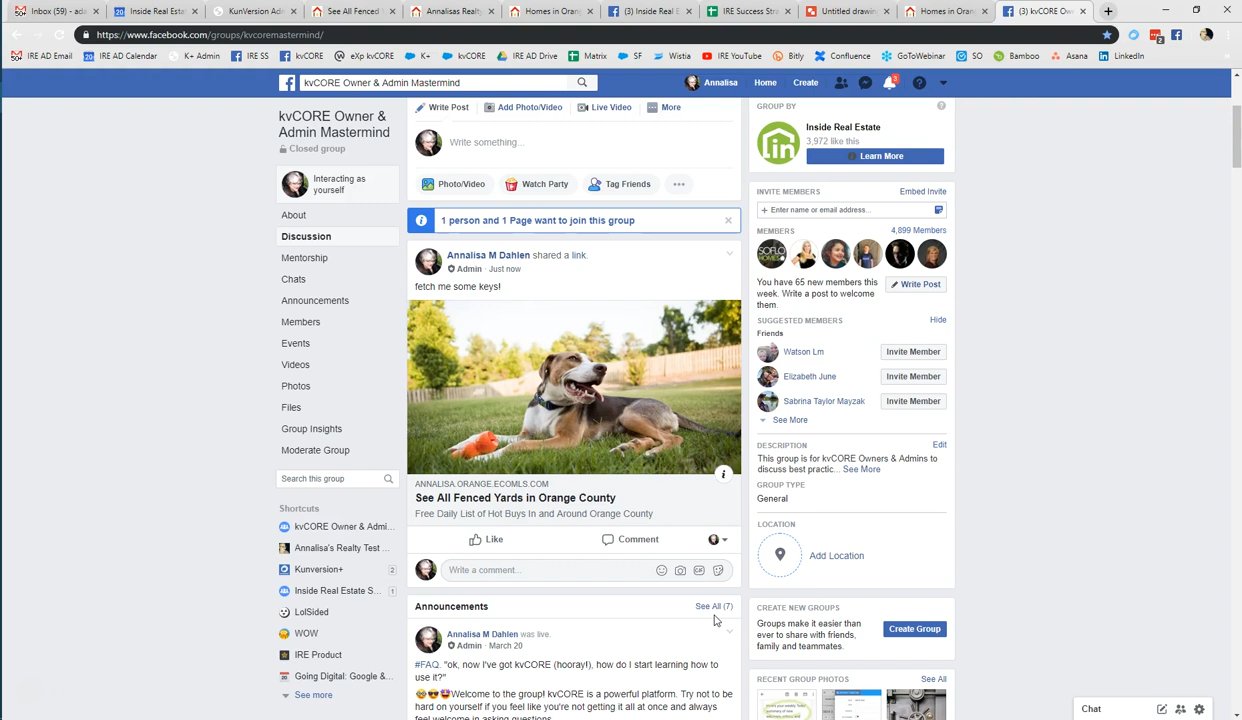 Inbox (59) - ada
Inside Real Esta
KunVersion Admi
See All Fenced
Annalisas Realty
Homes in Orang
(3) Inside Real E
IRE Success Stra
Untitled drawing
Homes in Orang
(3) kvCORE Own
https://www.facebook.com/groups/kvcoremastermind/
IRE AD Email
IRE AD Calendar
K+ Admin
IRE SS
kvCORE
eXp kvCORE
K+
kvCORE
IRE AD Drive
Matrix
SF
Wistia
IRE YouTube
Bitly
Confluence
GoToWebinar
SO
Bamboo
Asana
LinkedIn
kvCORE Owner & Admin Mastermind
Annalisa
Home
Create
kvCORE Owner &
Admin Mastermind
Closed group
Interacting as
yourself
About
Discussion
Mentorship
Chats
Announcements
Members
Events
Videos
Photos
Files
Group Insights
Moderate Group
Search this group
Shortcuts
kvCORE Owner & Admi...
Annalisa's Realty Test ...
Kunversion+ 2
Inside Real Estate S... 1
LolSided
WOW
IRE Product
Going Digital: Google &...
See more
Write Post
Add Photo/Video
Live Video
More
Write something...
Photo/Video
Watch Party
Tag Friends
1 person and 1 Page want to join this group
Annalisa M Dahlen shared a link.
Admin · Just now
fetch me some keys!
ANNALISA.ORANGE.ECOMLS.COM
See All Fenced Yards in Orange County
Free Daily List of Hot Buys In and Around Orange County
Like
Comment
Write a comment...
Announcements
See All (7)
Annalisa M Dahlen was live.
Admin · March 20
#FAQ. "ok, now I've got kvCORE (hooray!), how do I start learning how to
use it?"
🤓😎🤩Welcome to the group! kvCORE is a powerful platform. Try not to be
hard on yourself if you feel like you're not getting it all at once and always
feel welcome in asking questions.
GROUP BY
Inside Real Estate
3,972 like this
Learn More
INVITE MEMBERS
Embed Invite
+ Enter name or email address...
MEMBERS
4,899 Members
You have 65 new members this
week. Write a post to welcome
them.
Write Post
SUGGESTED MEMBERS
Hide
Friends
Watson Lm
Invite Member
Elizabeth June
Invite Member
Sabrina Taylor Mayzak
Invite Member
See More
DESCRIPTION
Edit
This group is for kvCORE Owners & Admins to
discuss best practic... See More
GROUP TYPE
General
LOCATION
Add Location
CREATE NEW GROUPS
Groups make it easier than
ever to share with friends,
family and teammates.
Create Group
RECENT GROUP PHOTOS
See All
Chat